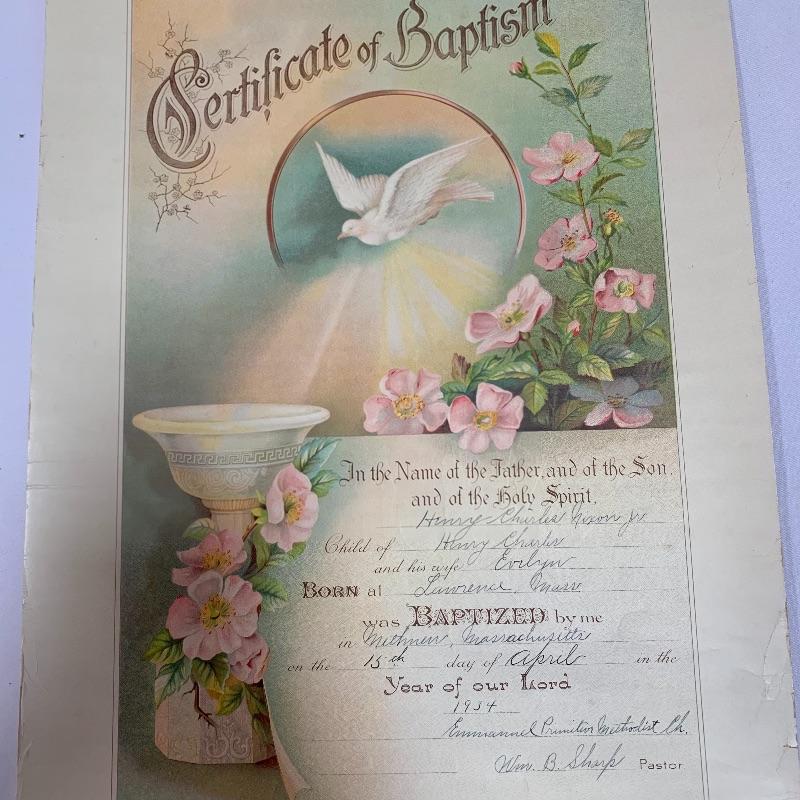 Certificate of Baptism
In the Name of the Father, and of the Son,
and of the Holy Spirit,
Henry Charles Nixon Jr
Child of Henry Charles
and his wife Evelyn
BORN at Lawrence, Mass
was BAPTIZED by me
in Methuen, Massachusetts
on the 15th day of April in the
Year of our Lord
1934
Emmanuel Primitive Methodist Ch.
Wm. B. Sharp Pastor